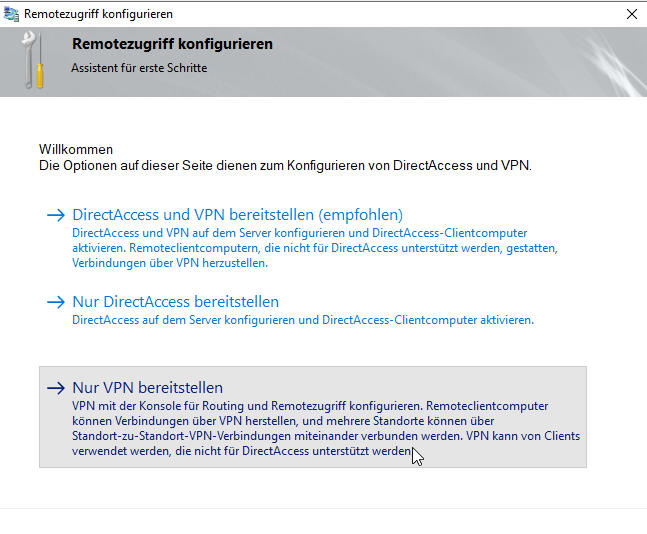 Remotezugriff konfigurieren
Remotezugriff konfigurieren
Assistent für erste Schritte
Willkommen
Die Optionen auf dieser Seite dienen zum Konfigurieren von DirectAccess und VPN.
DirectAccess und VPN bereitstellen (empfohlen)
DirectAccess und VPN auf dem Server konfigurieren und DirectAccess-Clientcomputer
aktivieren. Remoteclientcomputern, die nicht für DirectAccess unterstützt werden, gestatten,
Verbindungen über VPN herzustellen.
Nur DirectAccess bereitstellen
DirectAccess auf dem Server konfigurieren und DirectAccess-Clientcomputer aktivieren.
Nur VPN bereitstellen
VPN mit der Konsole für Routing und Remotezugriff konfigurieren. Remoteclientcomputer
können Verbindungen über VPN herstellen, und mehrere Standorte können über
Standort-zu-Standort-VPN-Verbindungen miteinander verbunden werden. VPN kann von Clients
verwendet werden, die nicht für DirectAccess unterstützt werden.